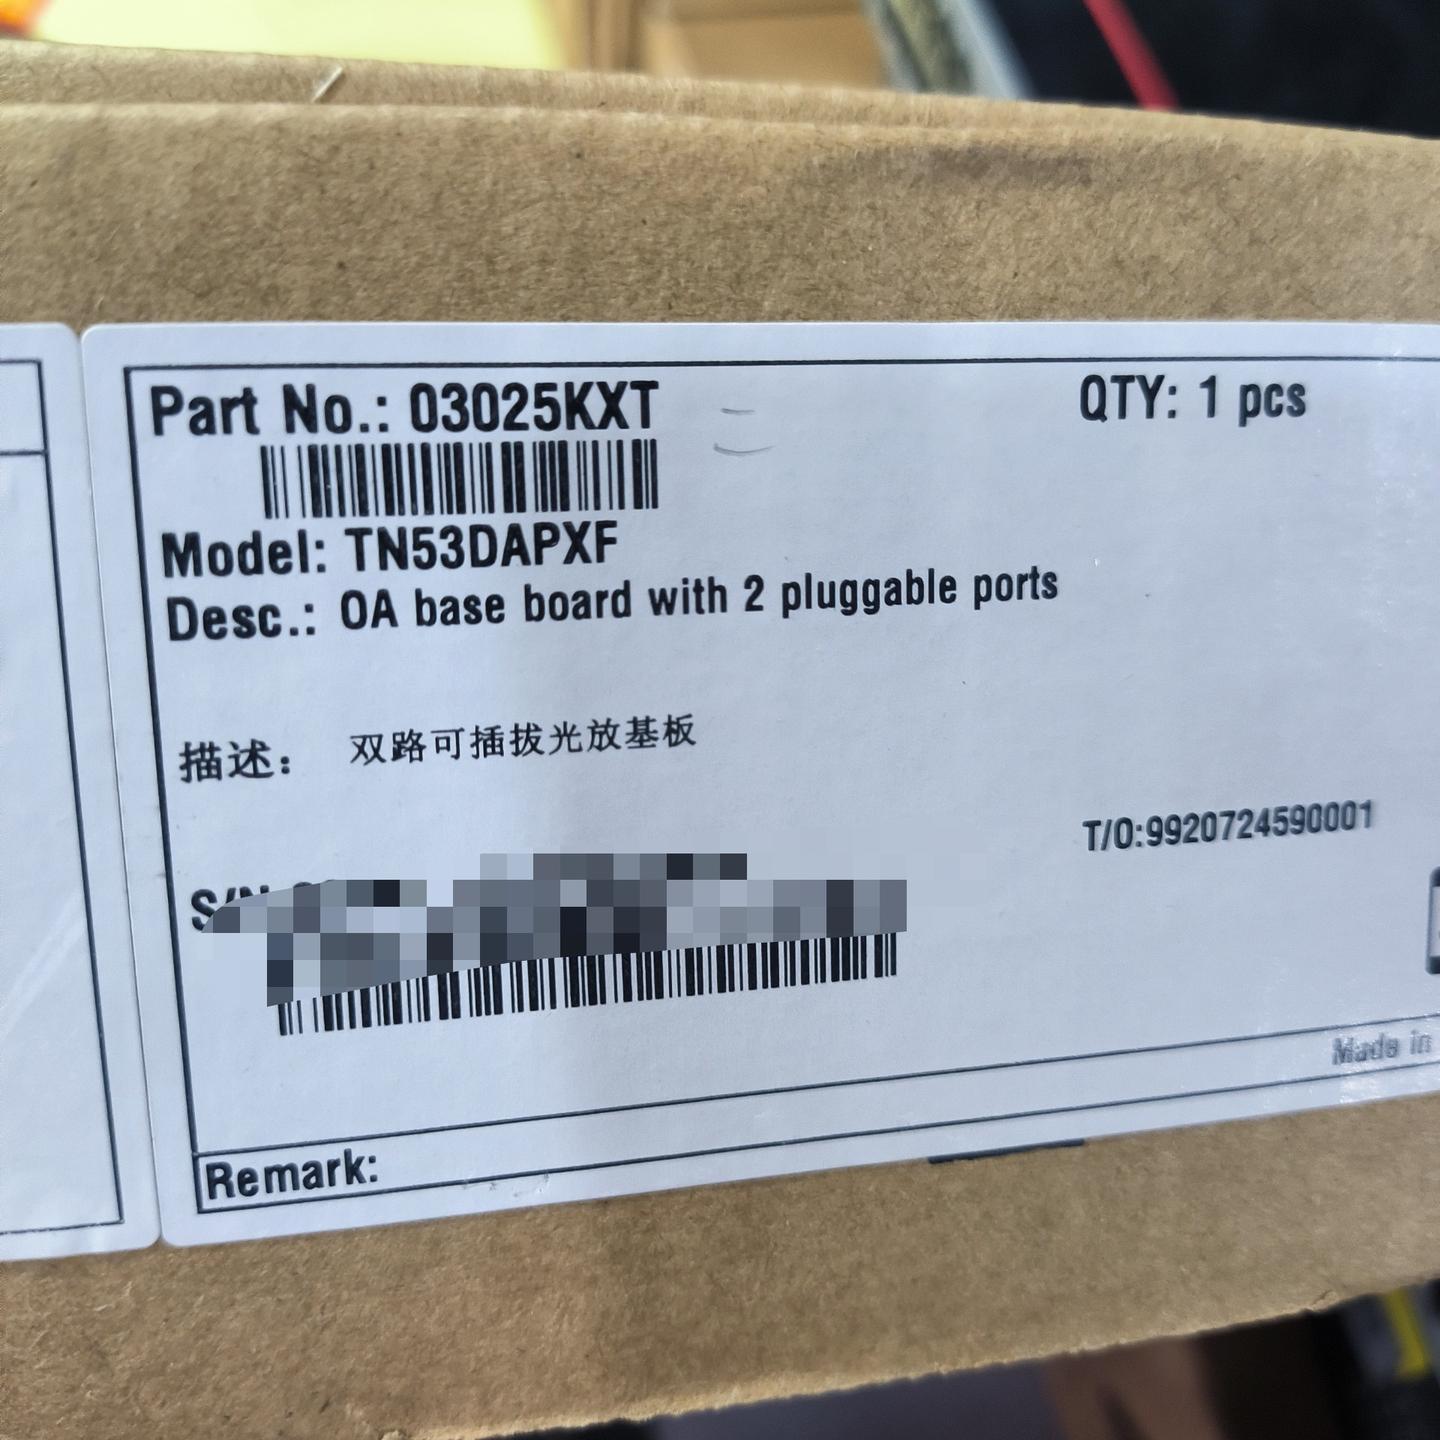 Part No.: 03025KXT
QTY: 1 pcs
Model: TN53DAPXF
Desc.: OA base board with 2 pluggable ports
描述： 双路可插拔光放基板
T/O:9920724590001
S/N
Made in
Remark: